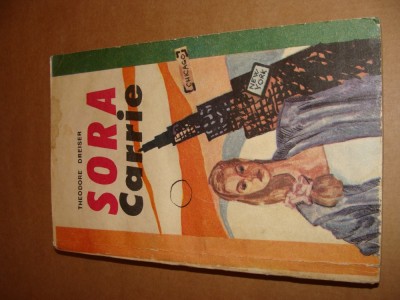 THEODORE DREISER
SORA
Carrie
CHICAGO
NEW
YORK